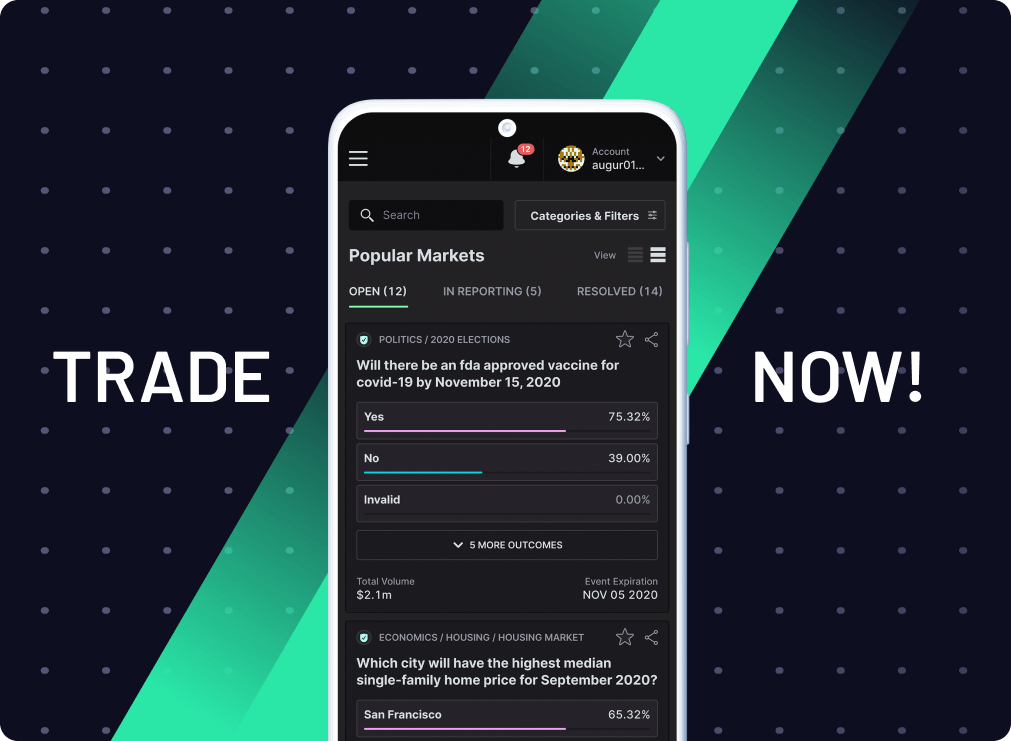 12
Account
augur01...
Search
Categories & Filters
Popular Markets
View
OPEN (12)
IN REPORTING (5)
RESOLVED (14)
POLITICS / 2020 ELECTIONS
Will there be an fda approved vaccine for
covid-19 by November 15, 2020
TRADE
NOW!
Yes
75.32%
No
39.00%
Invalid
0.00%
5 MORE OUTCOMES
Total Volume
Event Expiration
$2.1m
NOV 05 2020
ECONOMICS / HOUSING / HOUSING MARKET
Which city will have the highest median
single-family home price for September 2020?
San Francisco
65.32%